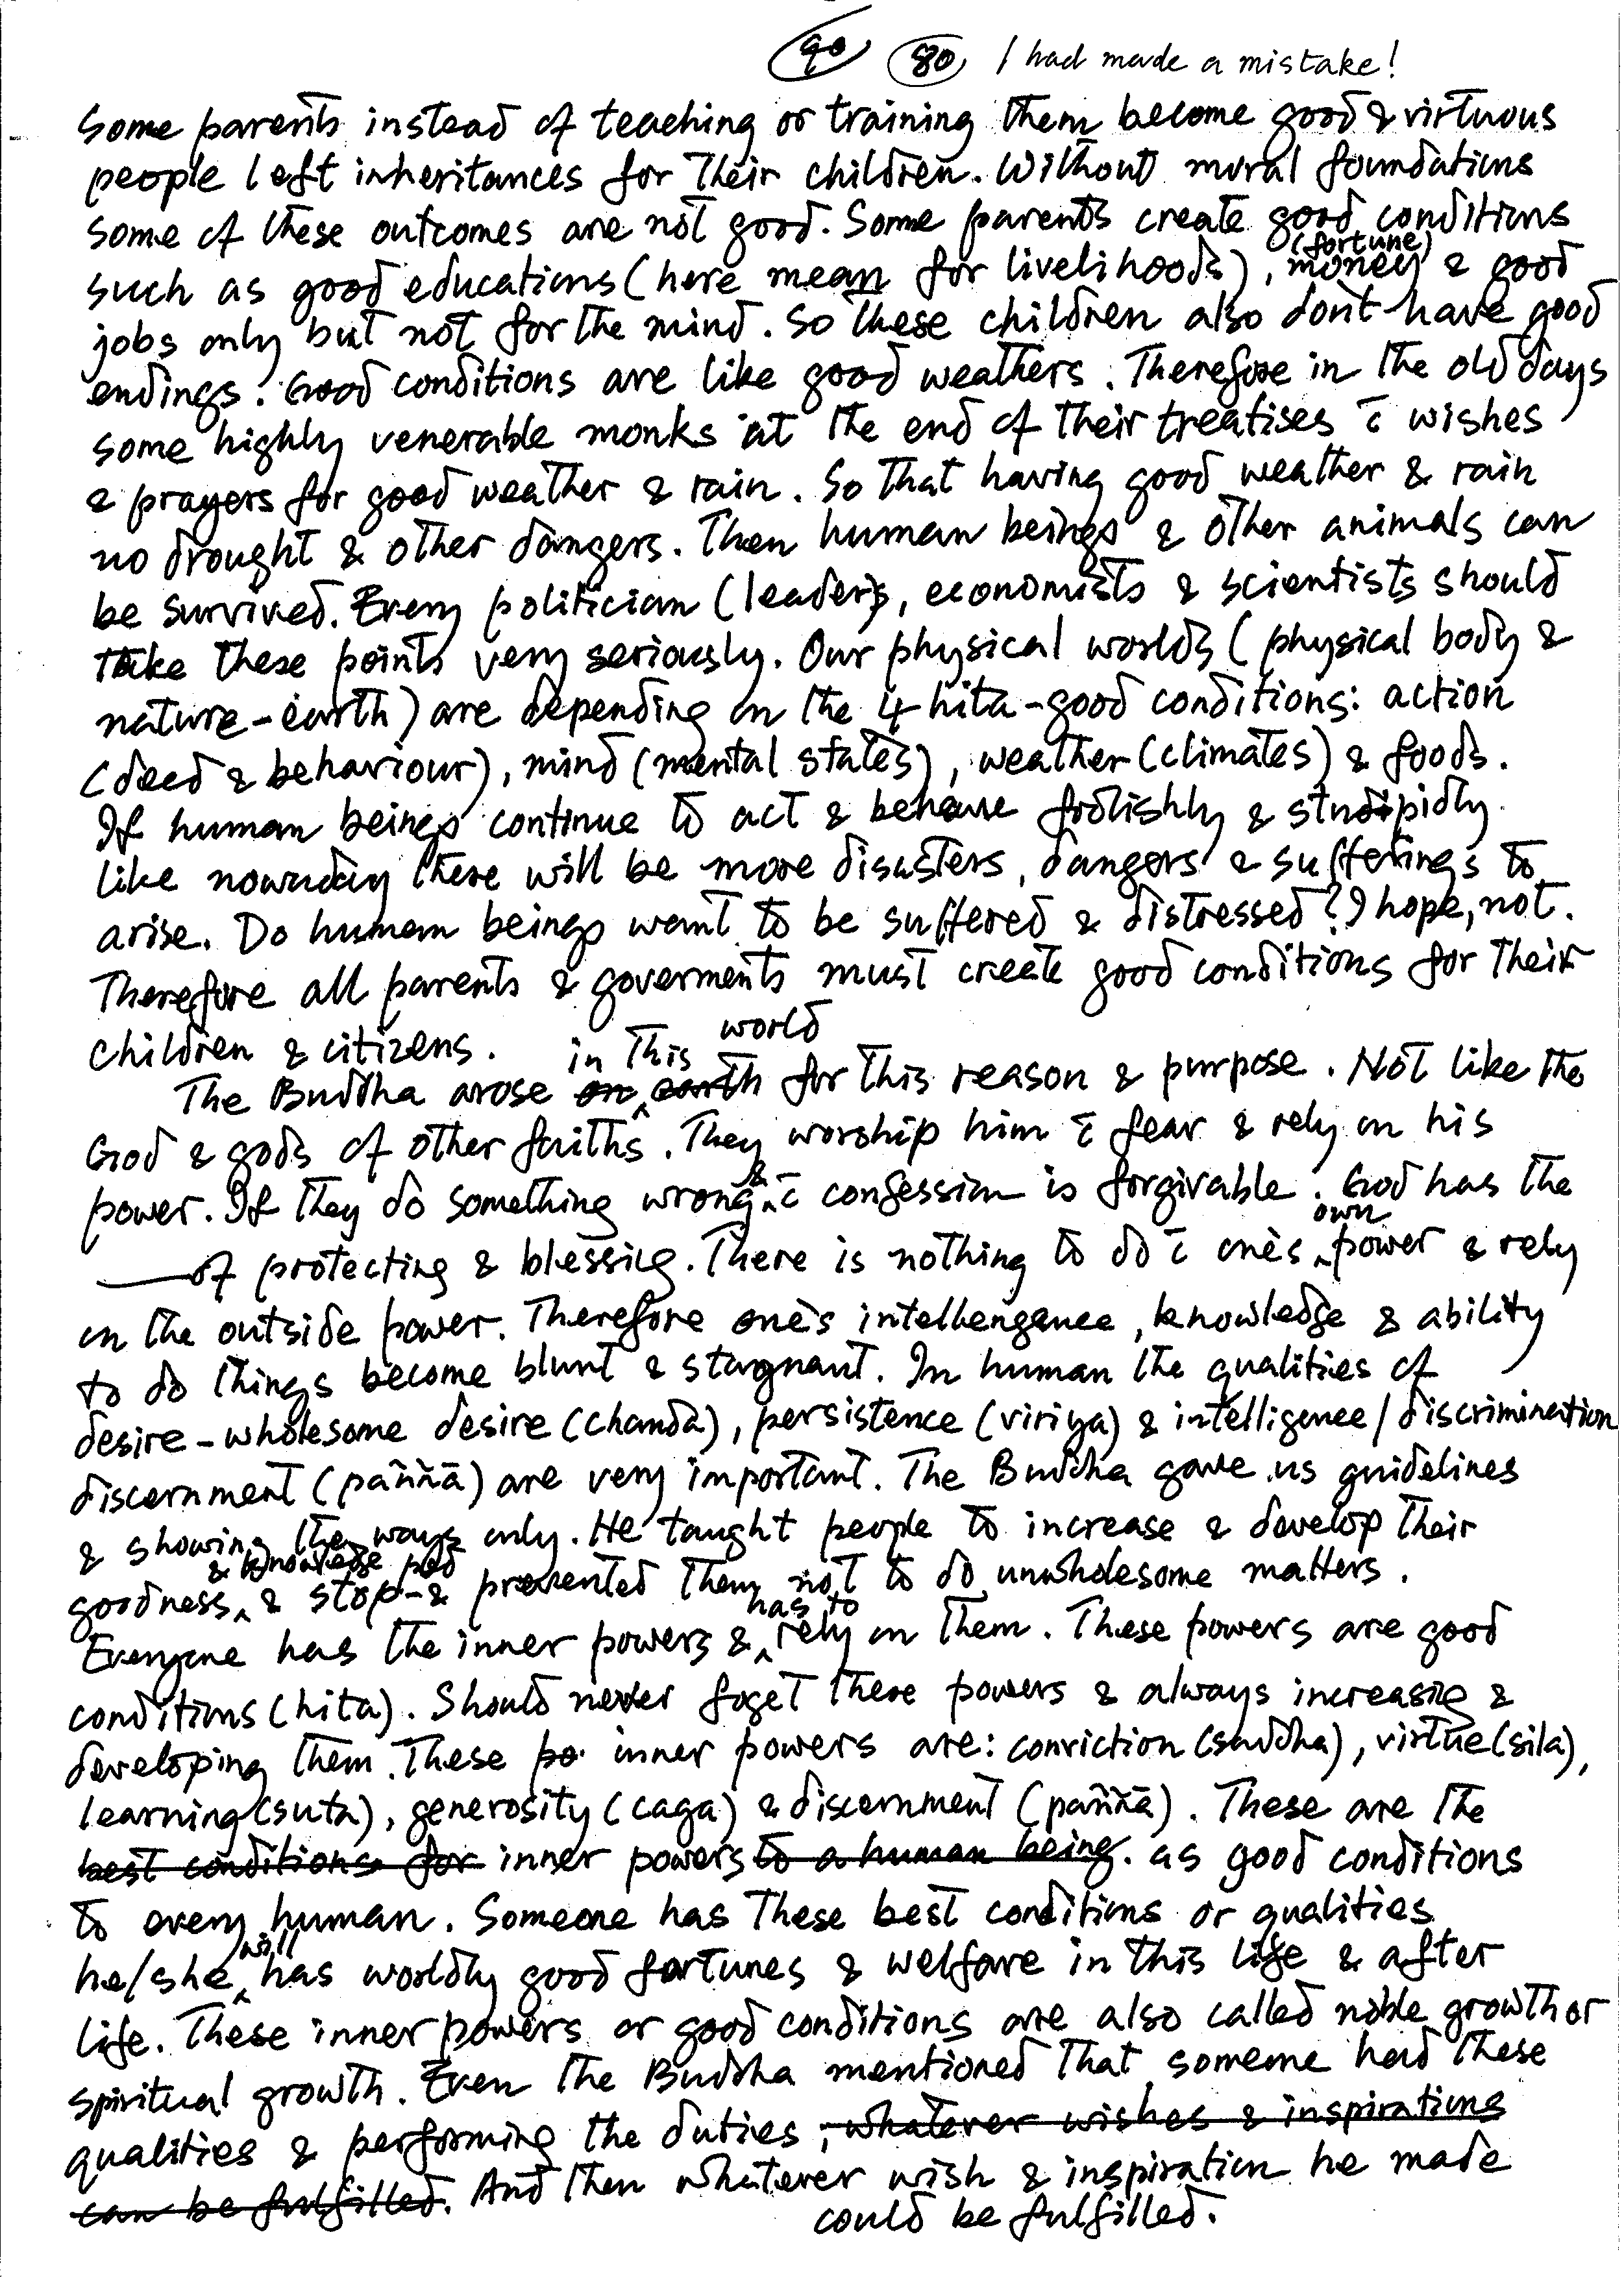 90 80 I had made a mistake!
Some parents instead of teaching or training them become good & virtuous
people left inheritances for their children. Without moral foundations
some of these outcomes are not good. Some parents create good conditions
such as good educations (here mean for livelihoods), money (fortune) & good
jobs only but not for the mind. So these children also don't have good
endings. Good conditions are like good weathers. Therefore in the old days
some highly venerable monks at the end of their treatises c̄ wishes
& prayers for good weather & rain. So that having good weather & rain
no drought & other dangers. Then human beings & other animals can
be survived. Every politician (leader), economists & scientists should
take these points very seriously. Our physical worlds (physical body &
nature-earth) are depending on the 4 hita-good conditions: action
(deed & behaviour), mind (mental states), weather (climates) & foods.
If human beings continue to act & behave foolishly & stupidly
like nowaday there will be more disasters, dangers & sufferings to
arise. Do human beings want to be suffered & distressed? I hope, not.
Therefore all parents & goverments must create good conditions for their
children & citizens.
The Buddha arose on earth in this world for this reason & purpose. Not like the
God & gods of other faiths. They worship him c̄ fear & rely on his
power. If they do something wrong & c̄ confession is forgivable. God has the
—— of protecting & blessing. There is nothing to do c̄ one's own power & rely
on the outside power. Therefore one's intellengence, knowledge & ability
to do things become blunt & stagnant. In human the qualities of
desire-wholesome desire (chanda), persistence (viriya) & intelligence/discrimination
discernment (paññā) are very important. The Buddha gave us guidelines
& showing the ways only. He taught people to increase & develop their
goodness & knowledge & stop-& prevented them not to do unwholesome matters.
Everyone has the inner powers & has to rely on them. These powers are good
conditions (hita). Should never foget these powers & always increasing &
developing them. These po inner powers are: conviction (saddha), virtue (sila),
learning (suta), generosity (caga) & discernment (paññā). These are the
best conditions for inner powers to a human being. as good conditions
to every human. Someone has these best conditions or qualities
he/she will has worldly good fortunes & welfare in this life & after
life. These inner powers or good conditions are also called noble growth or
spiritual growth. Even the Buddha mentioned that someone had these
qualities & performing the duties, whatever wishes & inspirations
can be fulfilled. And then whatever wish & inspiration he made
could be fulfilled.